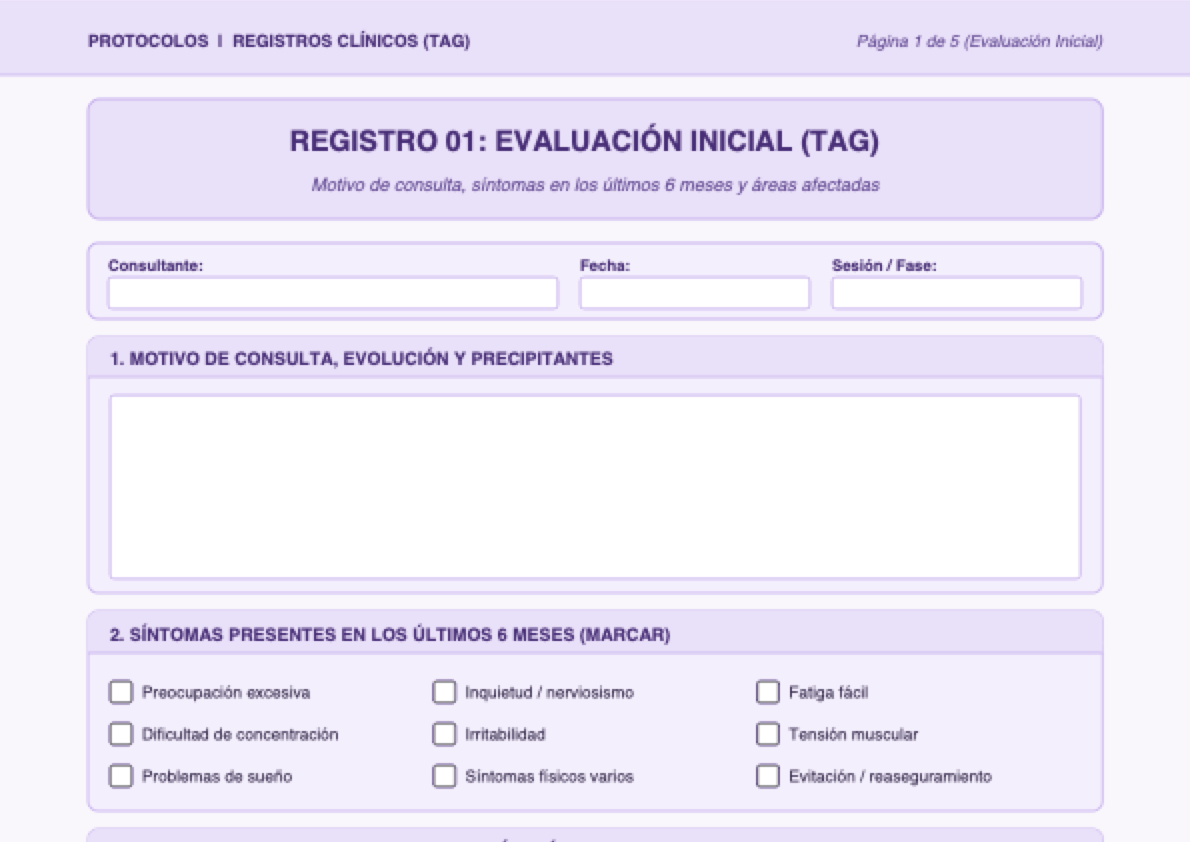 PROTOCOLOS | REGISTROS CLÍNICOS (TAG)
Página 1 de 5 (Evaluación Inicial)
REGISTRO 01: EVALUACIÓN INICIAL (TAG)
Motivo de consulta, síntomas en los últimos 6 meses y áreas afectadas
Consultante: Fecha: Sesión / Fase:
1. MOTIVO DE CONSULTA, EVOLUCIÓN Y PRECIPITANTES
2. SÍNTOMAS PRESENTES EN LOS ÚLTIMOS 6 MESES (MARCAR)
Preocupación excesiva Inquietud / nerviosismo Fatiga fácil
Dificultad de concentración Irritabilidad Tensión muscular
Problemas de sueño Síntomas físicos varios Evitación / reaseguramiento